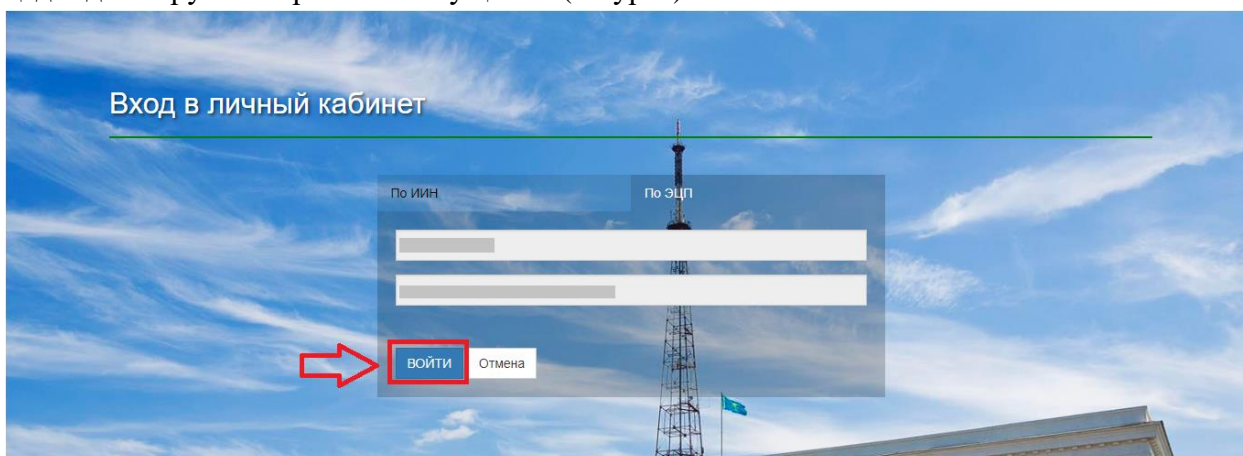 Вход в личный кабинет
По ИИН
По ЭЦП
ВОЙТИ
Отмена